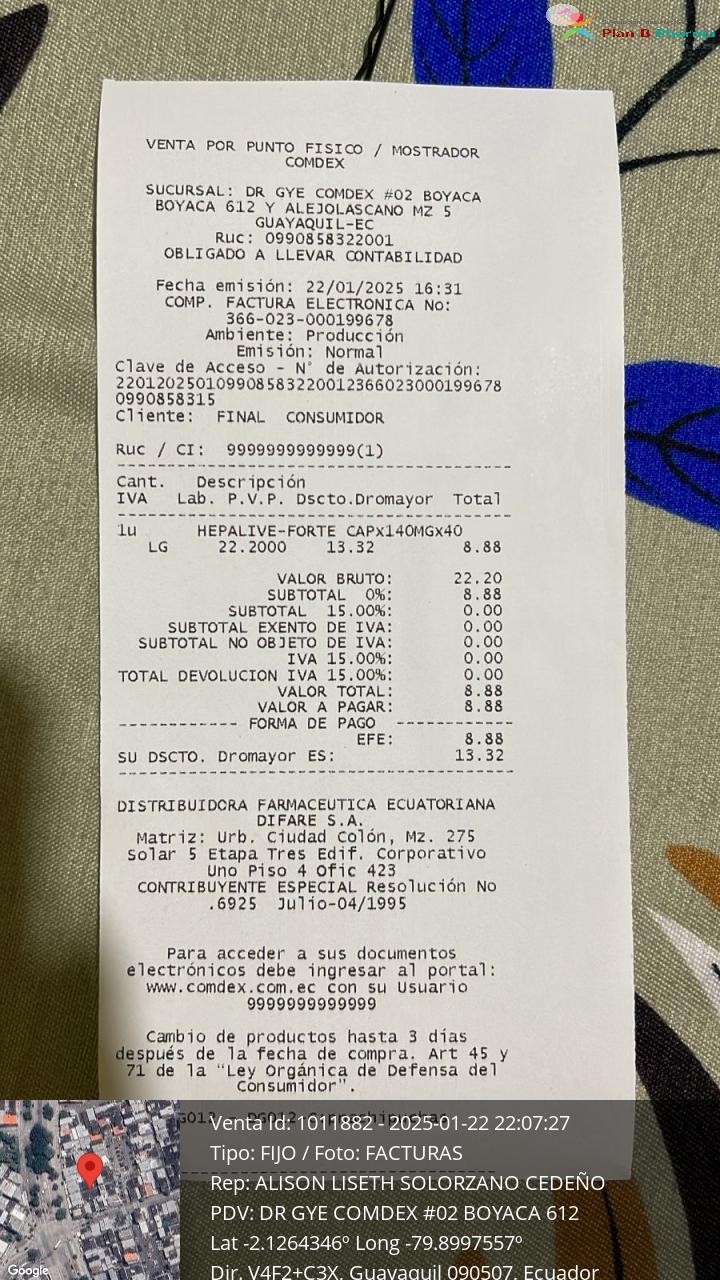 Plan B Pharma
VENTA POR PUNTO FISICO / MOSTRADOR
COMDEX
SUCURSAL: DR GYE COMDEX #02 BOYACA
BOYACA 612 Y ALEJOLASCANO MZ 5
GUAYAQUIL-EC
Ruc: 0990858322001
OBLIGADO A LLEVAR CONTABILIDAD
Fecha emisión: 22/01/2025 16:31
COMP. FACTURA ELECTRONICA No:
366-023-000199678
Ambiente: Producción
Emisión: Normal
Clave de Acceso - N° de Autorización:
220120250109908583220012366023000199678
0990858315
Cliente: FINAL CONSUMIDOR
Ruc / CI: 9999999999999(1)
Cant. Descripción
IVA Lab. P.V.P. Dscto.Dromayor Total
1u HEPALIVE-FORTE CAPx140MGx40
LG 22.2000 13.32 8.88
VALOR BRUTO: 22.20
SUBTOTAL 0%: 8.88
SUBTOTAL 15.00%: 0.00
SUBTOTAL EXENTO DE IVA: 0.00
SUBTOTAL NO OBJETO DE IVA: 0.00
IVA 15.00%: 0.00
TOTAL DEVOLUCION IVA 15.00%: 0.00
VALOR TOTAL: 8.88
VALOR A PAGAR: 8.88
------------ FORMA DE PAGO ------------
EFE: 8.88
SU DSCTO. Dromayor ES: 13.32
DISTRIBUIDORA FARMACEUTICA ECUATORIANA
DIFARE S.A.
Matriz: Urb. Ciudad Colón, Mz. 275
Solar 5 Etapa Tres Edif. Corporativo
Uno Piso 4 Ofic 423
CONTRIBUYENTE ESPECIAL Resolución No
.6925 Julio-04/1995
Para acceder a sus documentos
electrónicos debe ingresar al portal:
www.comdex.com.ec con su Usuario
9999999999999
Cambio de productos hasta 3 días
después de la fecha de compra. Art 45 y
71 de la "Ley Orgánica de Defensa del
Consumidor".
Venta Id: 1011882 - 2025-01-22 22:07:27
Tipo: FIJO / Foto: FACTURAS
Rep: ALISON LISETH SOLORZANO CEDEÑO
PDV: DR GYE COMDEX #02 BOYACA 612
Lat -2.1264346º Long -79.8997557º
Dir. V4F2+C3X, Guayaquil 090507, Ecuador
Google